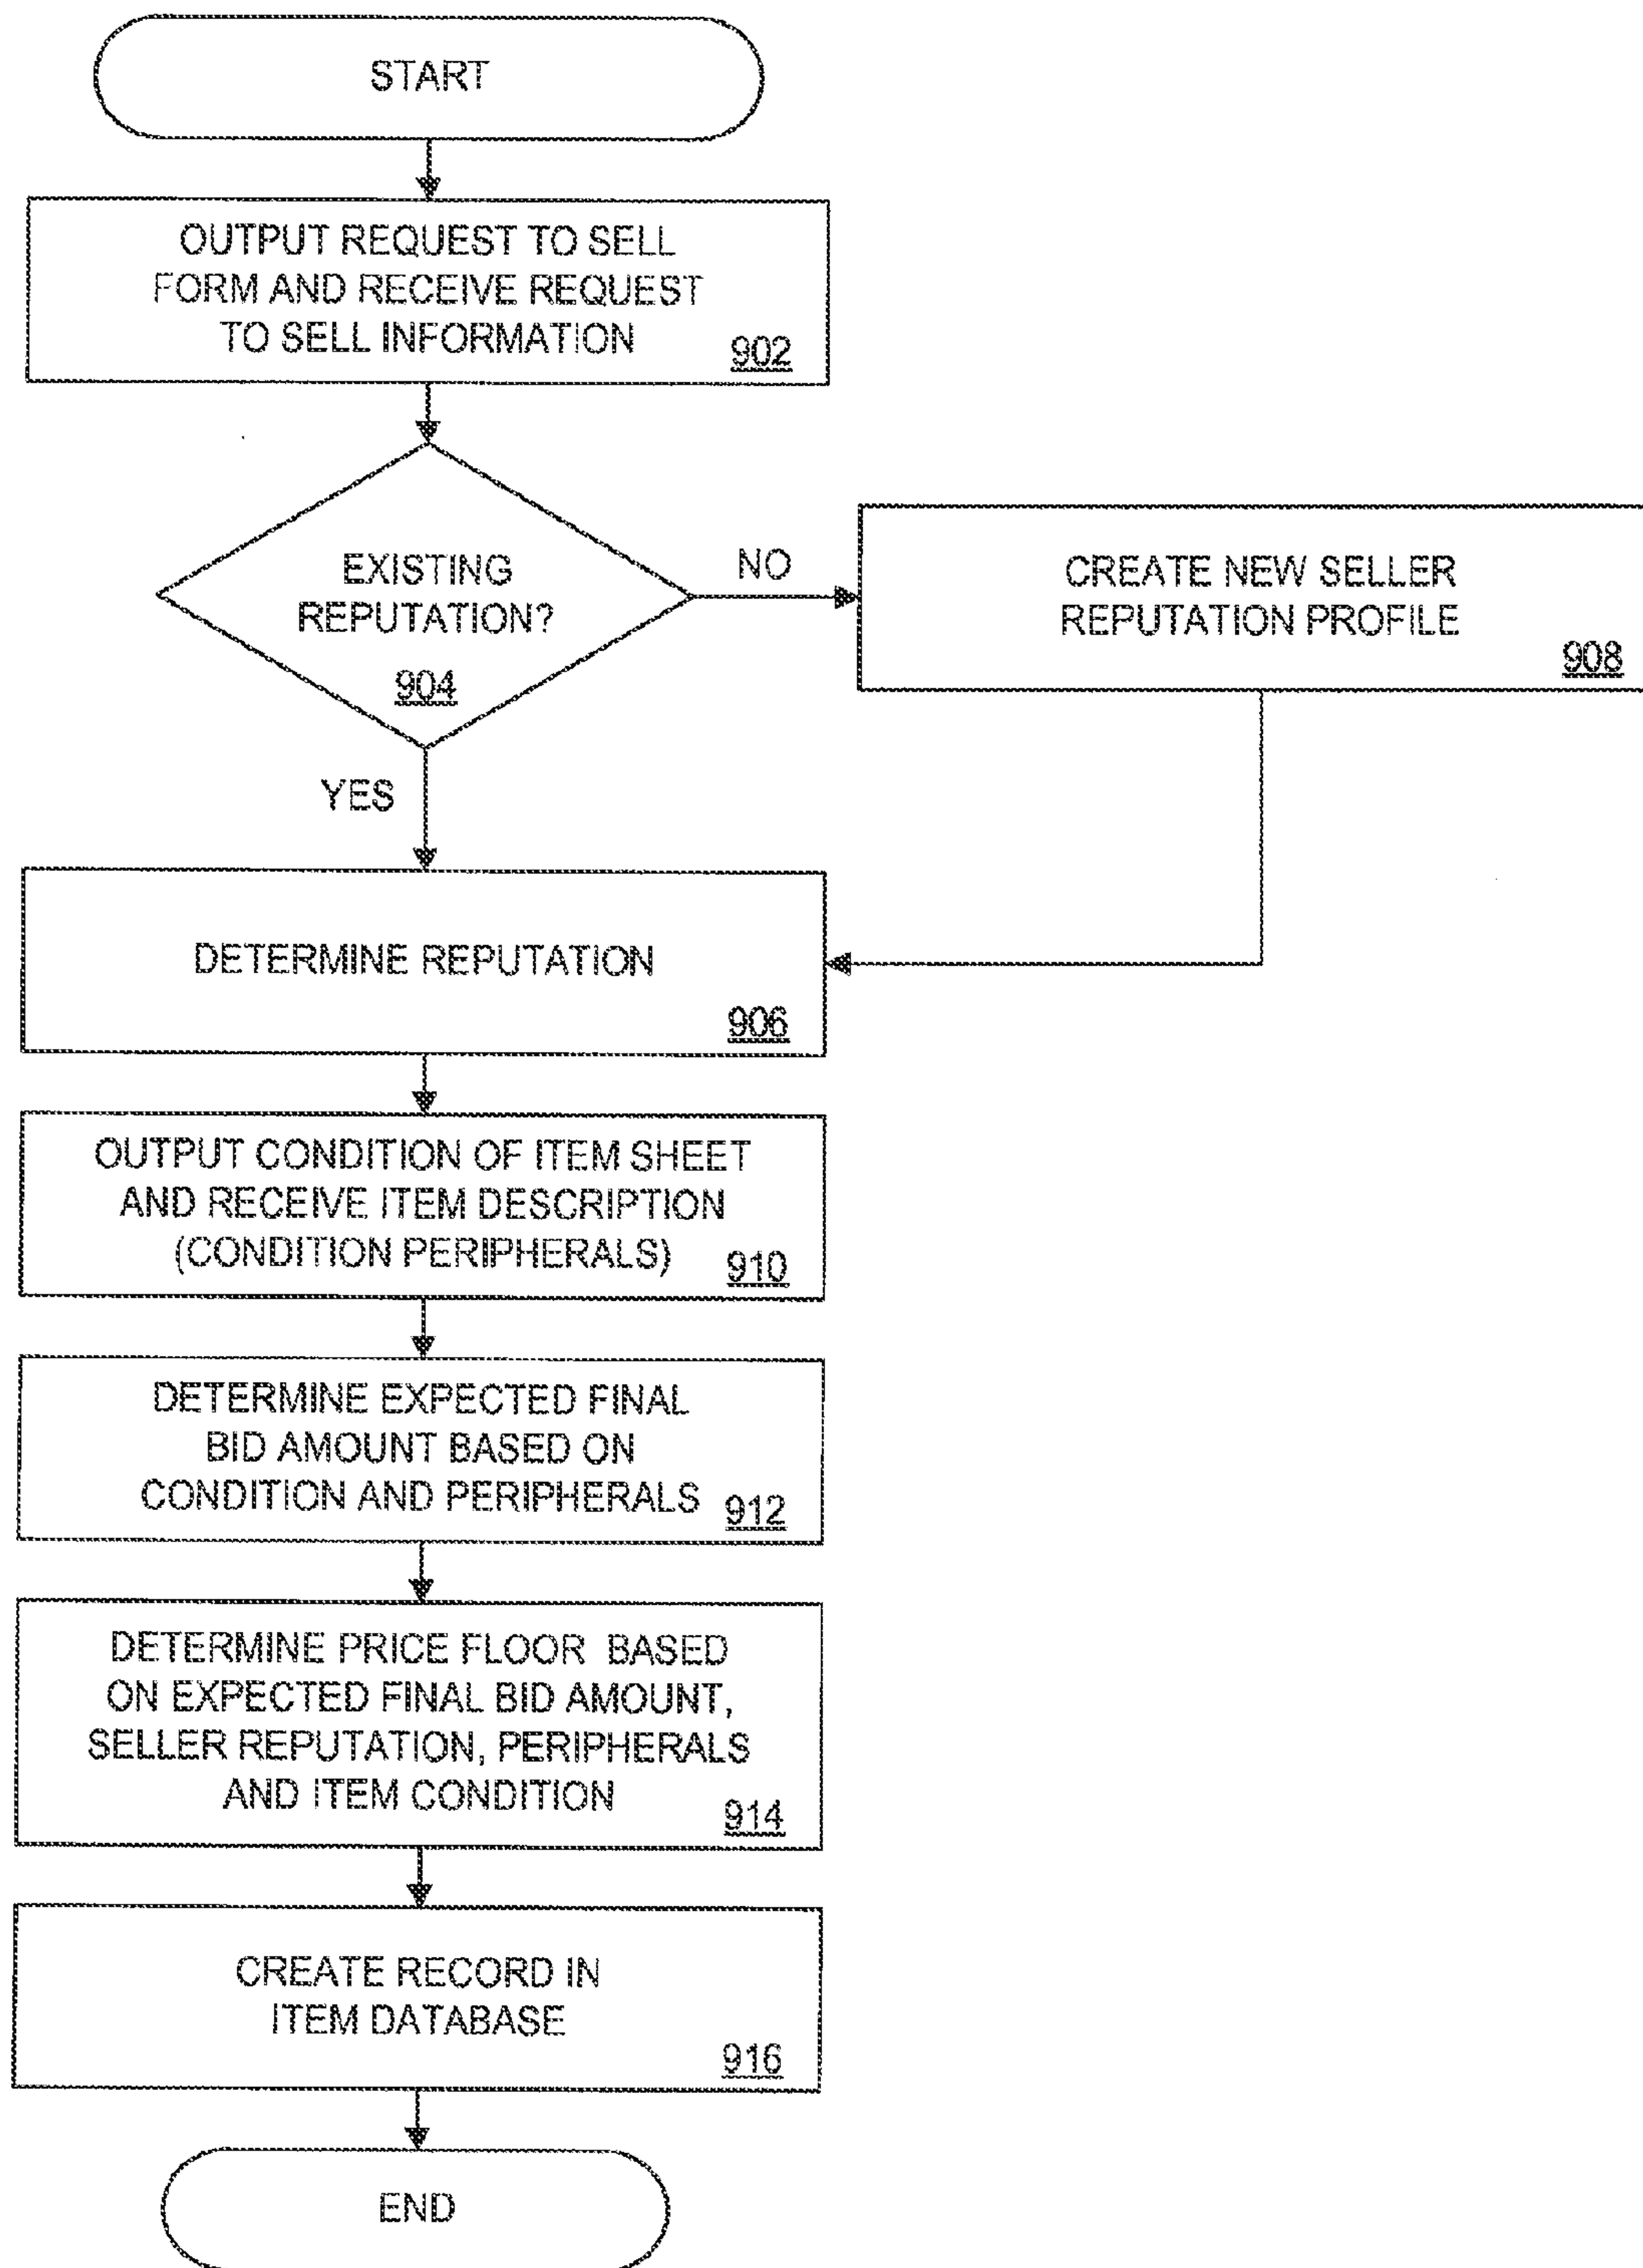 START
OUTPUT REQUEST TO SELL
FORM AND RECEIVE REQUEST
TO SELL INFORMATION
902
EXISTING
REPUTATION?
904
NO
CREATE NEW SELLER
REPUTATION PROFILE
908
YES
DETERMINE REPUTATION
906
OUTPUT CONDITION OF ITEM SHEET
AND RECEIVE ITEM DESCRIPTION
(CONDITION PERIPHERALS)
910
DETERMINE EXPECTED FINAL
BID AMOUNT BASED ON
CONDITION AND PERIPHERALS
912
DETERMINE PRICE FLOOR BASED
ON EXPECTED FINAL BID AMOUNT,
SELLER REPUTATION, PERIPHERALS
AND ITEM CONDITION
914
CREATE RECORD IN
ITEM DATABASE
916
END